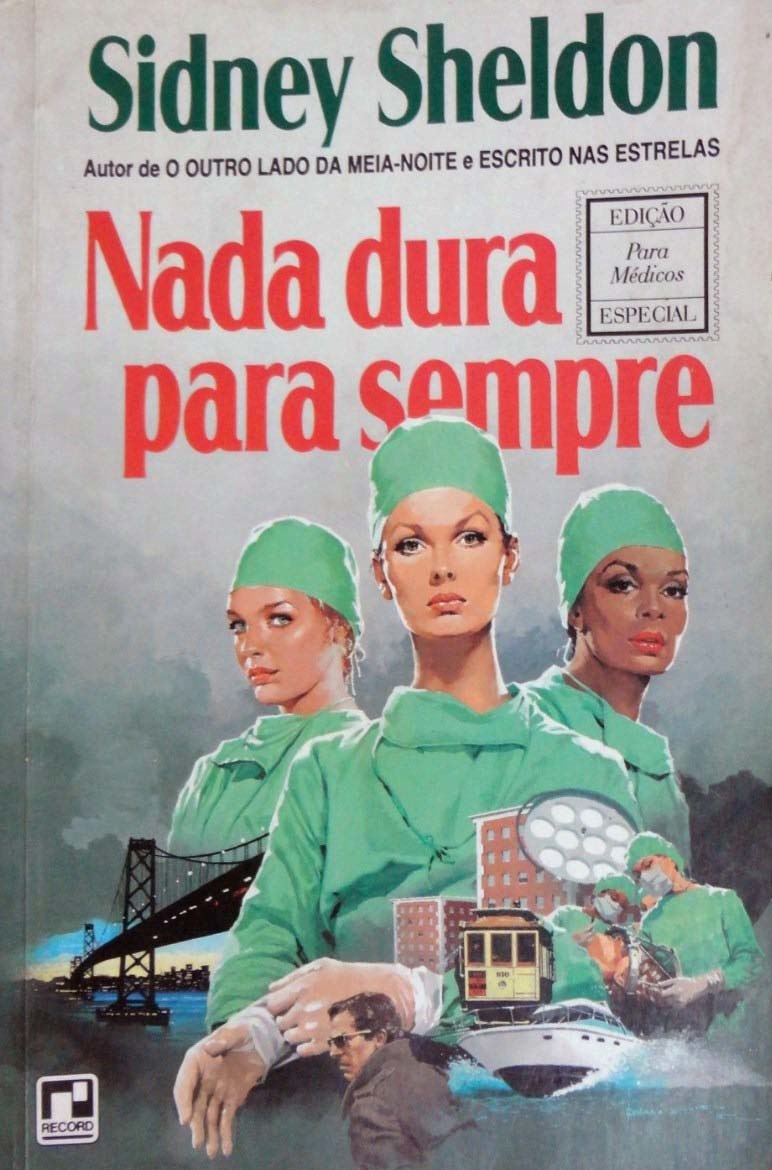 Sidney Sheldon
Autor de O OUTRO LADO DA MEIA-NOITE e ESCRITO NAS ESTRELAS
Nada dura
para sempre
EDIÇÃO
Para
Médicos
ESPECIAL
RECORD